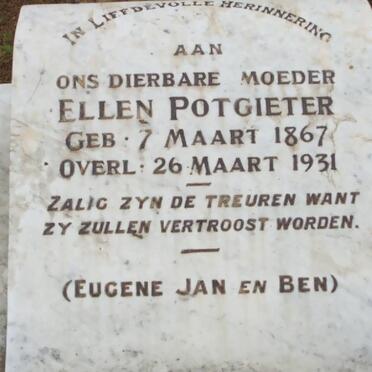 IN LIEFDEVOLLE HERINNERING
AAN
ONS DIERBARE MOEDER
ELLEN POTGIETER
GEB: 7 MAART 1867
OVERL: 26 MAART 1931
ZALIG ZYN DE TREUREN WANT
ZY ZULLEN VERTROOST WORDEN.
(EUGENE JAN EN BEN)